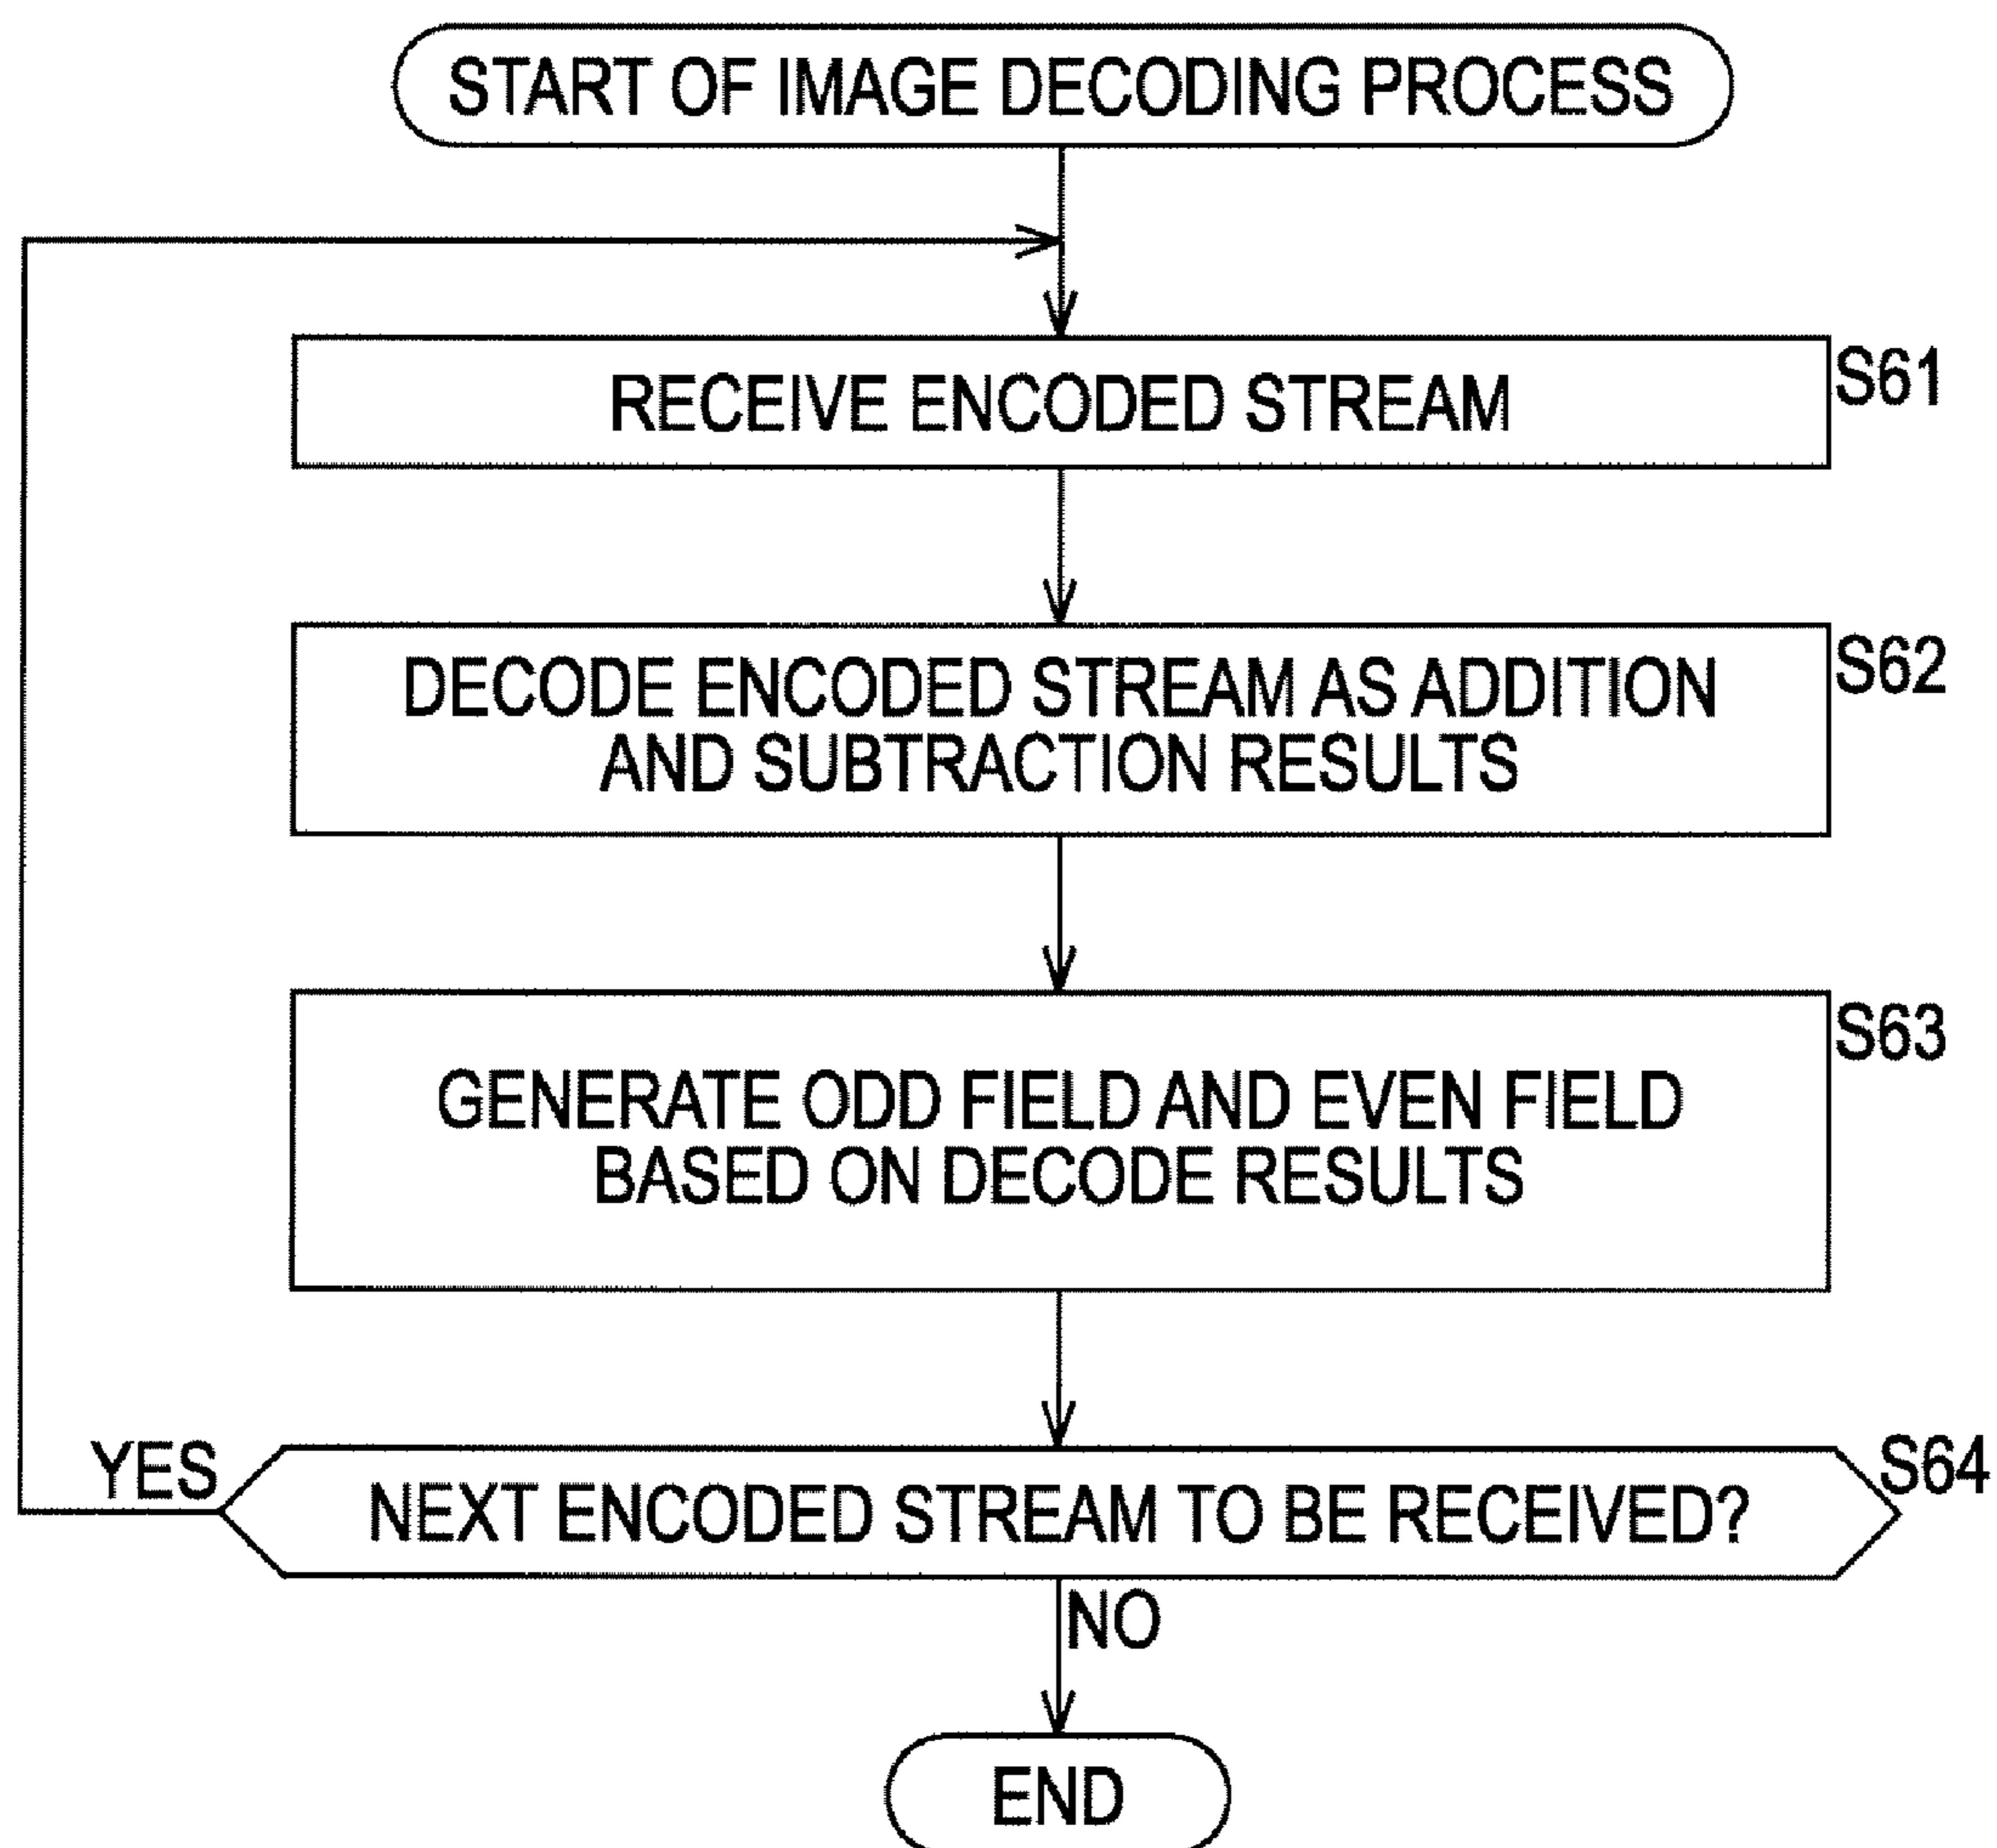 START OF IMAGE DECODING PROCESS
RECEIVE ENCODED STREAM
S61
DECODE ENCODED STREAM AS ADDITION
AND SUBTRACTION RESULTS
S62
GENERATE ODD FIELD AND EVEN FIELD
BASED ON DECODE RESULTS
S63
YES
NEXT ENCODED STREAM TO BE RECEIVED?
S64
NO
END